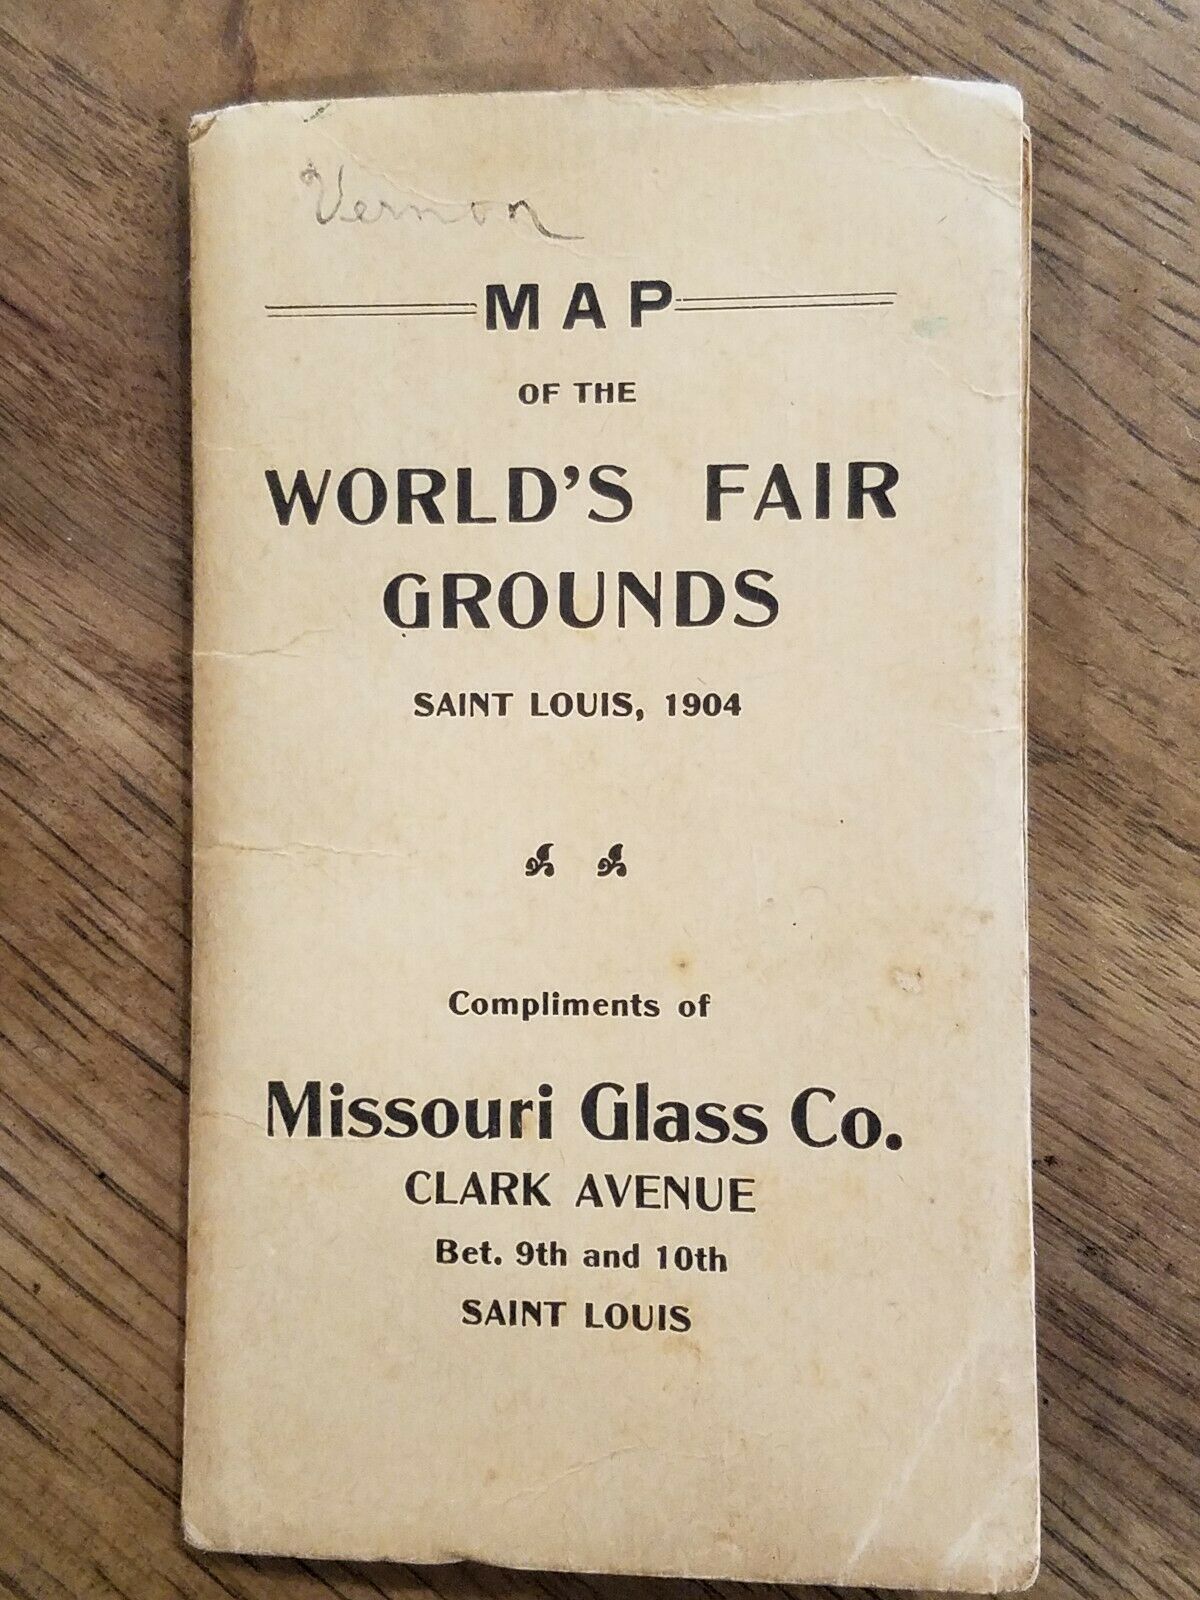 Vernon
MAP
OF THE
WORLD'S FAIR
GROUNDS
SAINT LOUIS, 1904
Compliments of
Missouri Glass Co.
CLARK AVENUE
Bet. 9th and 10th
SAINT LOUIS